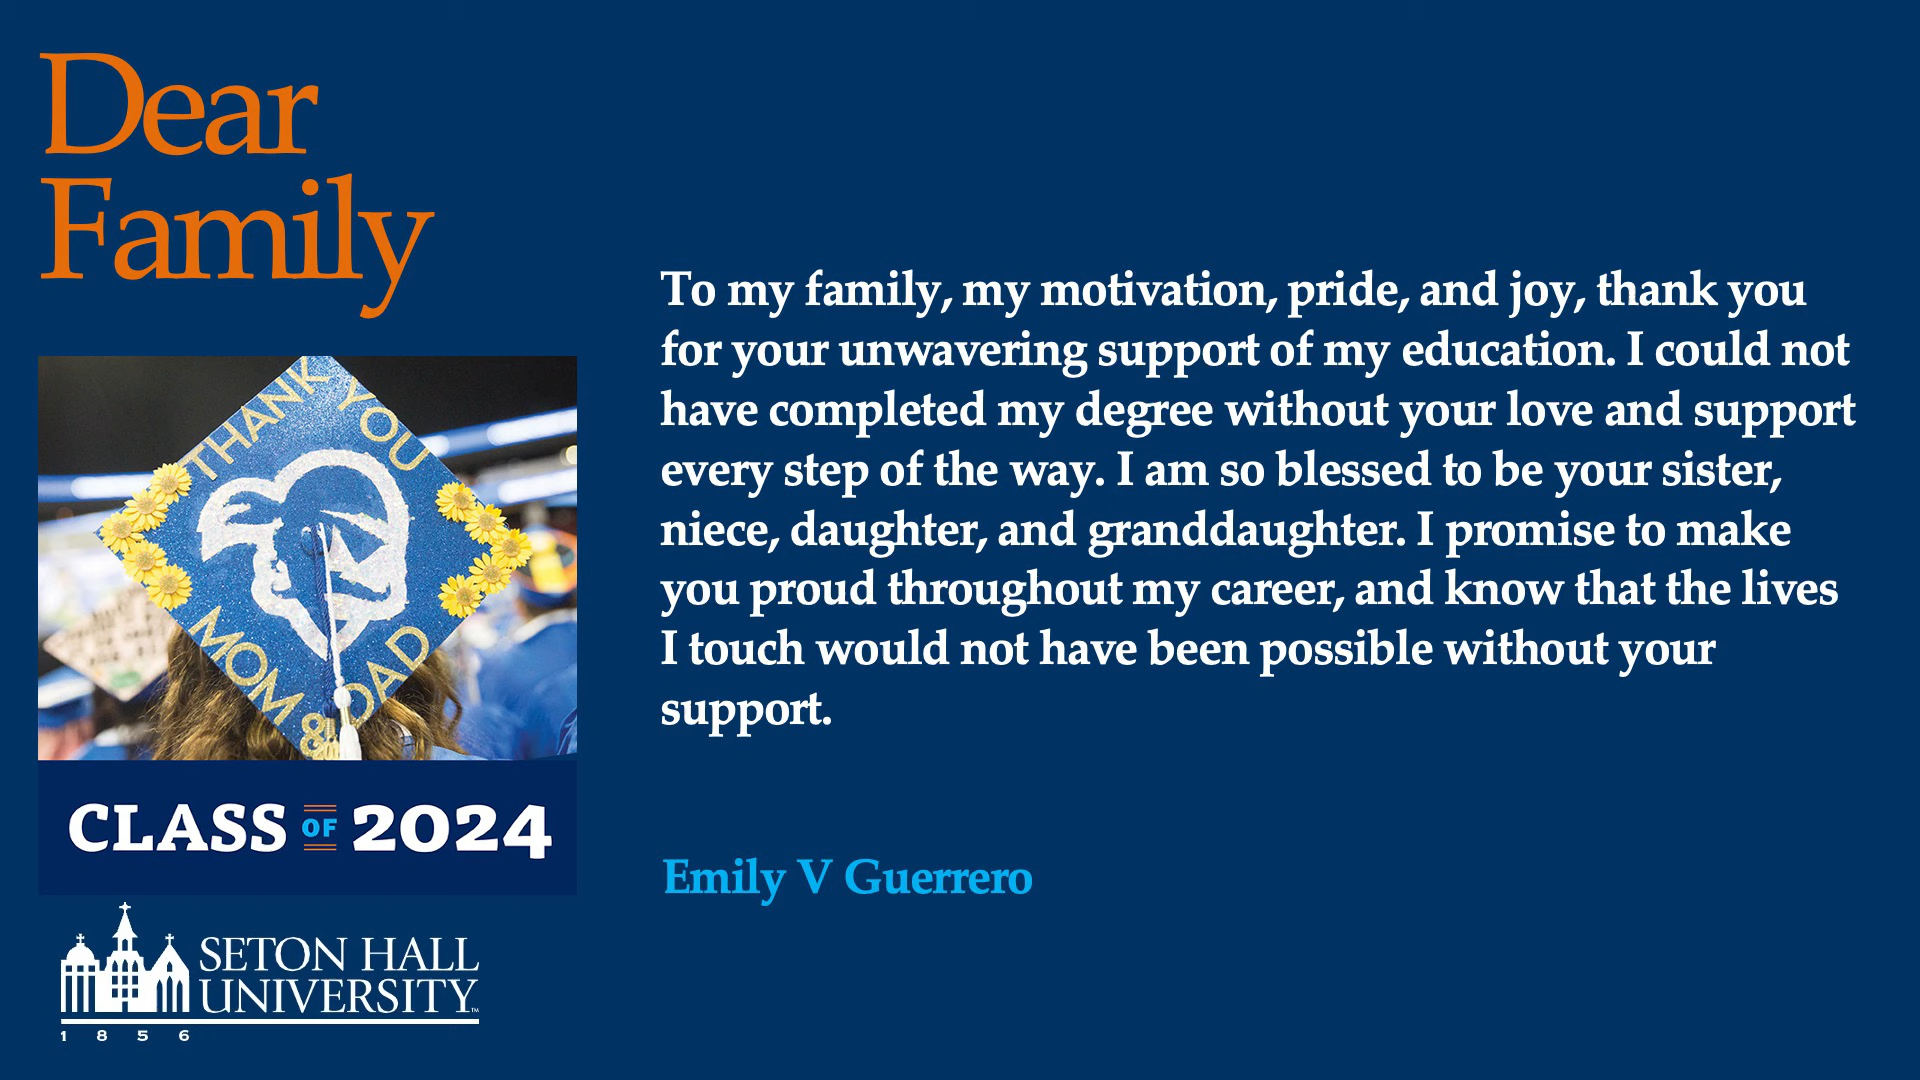 Dear
Family
THANK YOU
MOM & DAD
CLASS OF 2024
SETON HALL
UNIVERSITY™
1 8 5 6
To my family, my motivation, pride, and joy, thank you
for your unwavering support of my education. I could not
have completed my degree without your love and support
every step of the way. I am so blessed to be your sister,
niece, daughter, and granddaughter. I promise to make
you proud throughout my career, and know that the lives
I touch would not have been possible without your
support.
Emily V Guerrero